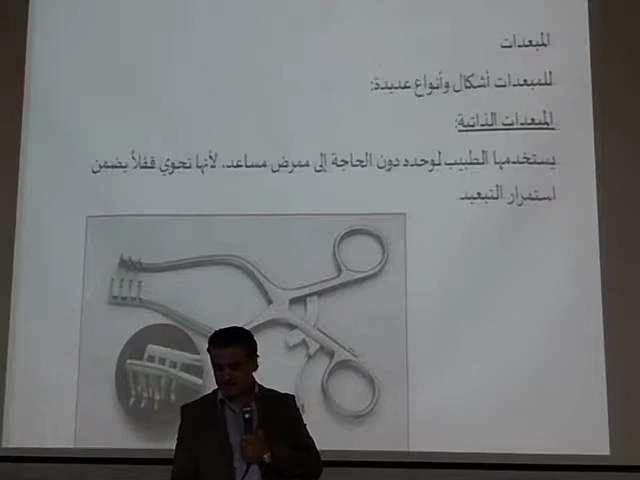 المبعدات
للمبعدات أشكال وأنواع عديدة:
المبعدات الذاتية:
يستخدمها الطبيب لوحده دون الحاجة إلى ممرض مساعد، لأنها تحوي قفلاً يضمن
استمرار التبعيد